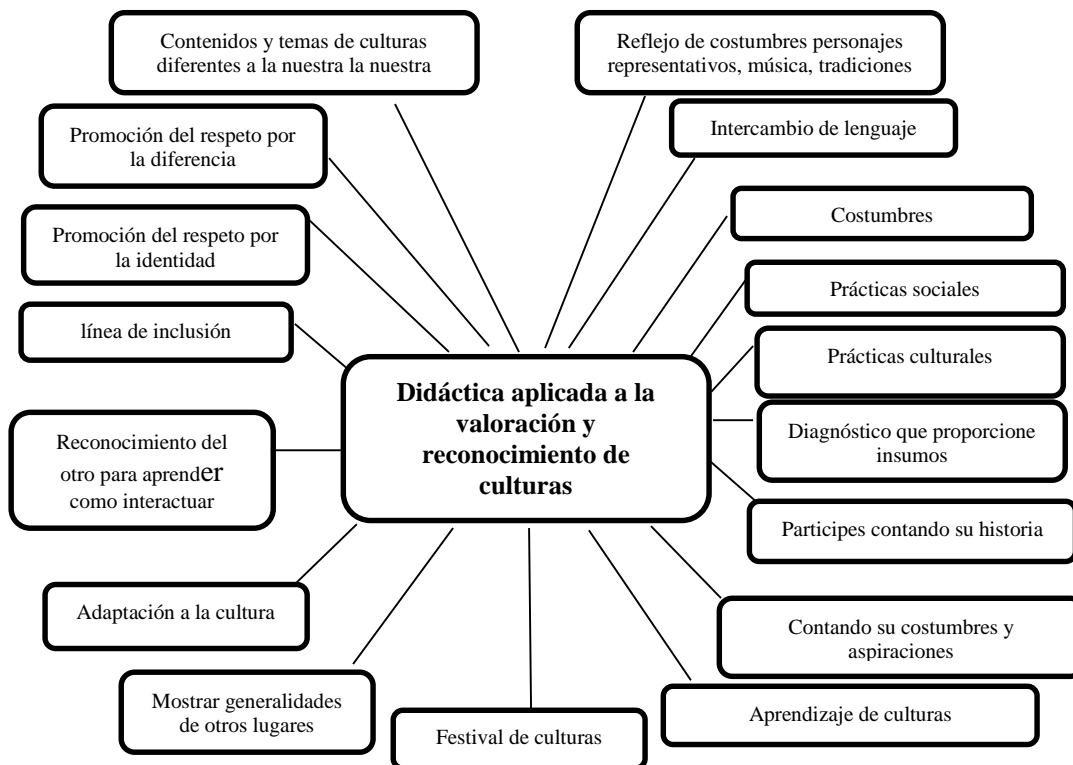 Contenidos y temas de culturas
diferentes a la nuestra la nuestra
Reflejo de costumbres personajes
representativos, música, tradiciones
Promoción del respeto por
la diferencia
Intercambio de lenguaje
Promoción del respeto por
la identidad
Costumbres
línea de inclusión
Prácticas sociales
Prácticas culturales
Didáctica aplicada a la
valoración y
reconocimiento de
culturas
Reconocimiento del
otro para aprender
como interactuar
Diagnóstico que proporcione
insumos
Participes contando su historia
Adaptación a la cultura
Contando su costumbres y
aspiraciones
Mostrar generalidades
de otros lugares
Festival de culturas
Aprendizaje de culturas